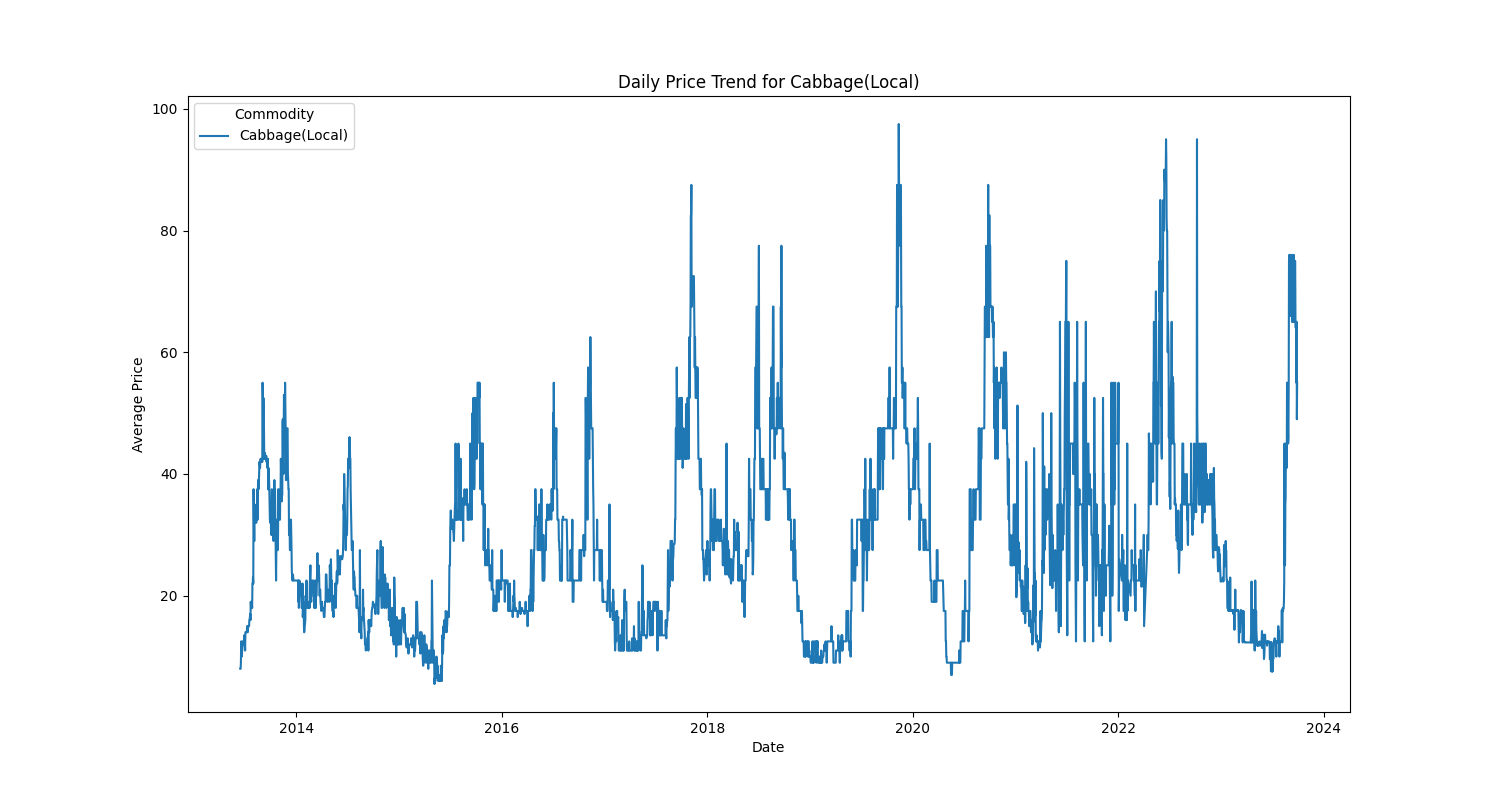 Daily Price Trend for Cabbage(Local)
Commodity
Cabbage(Local)
Average Price
100
80
60
40
20
2014 2016 2018 2020 2022 2024
Date